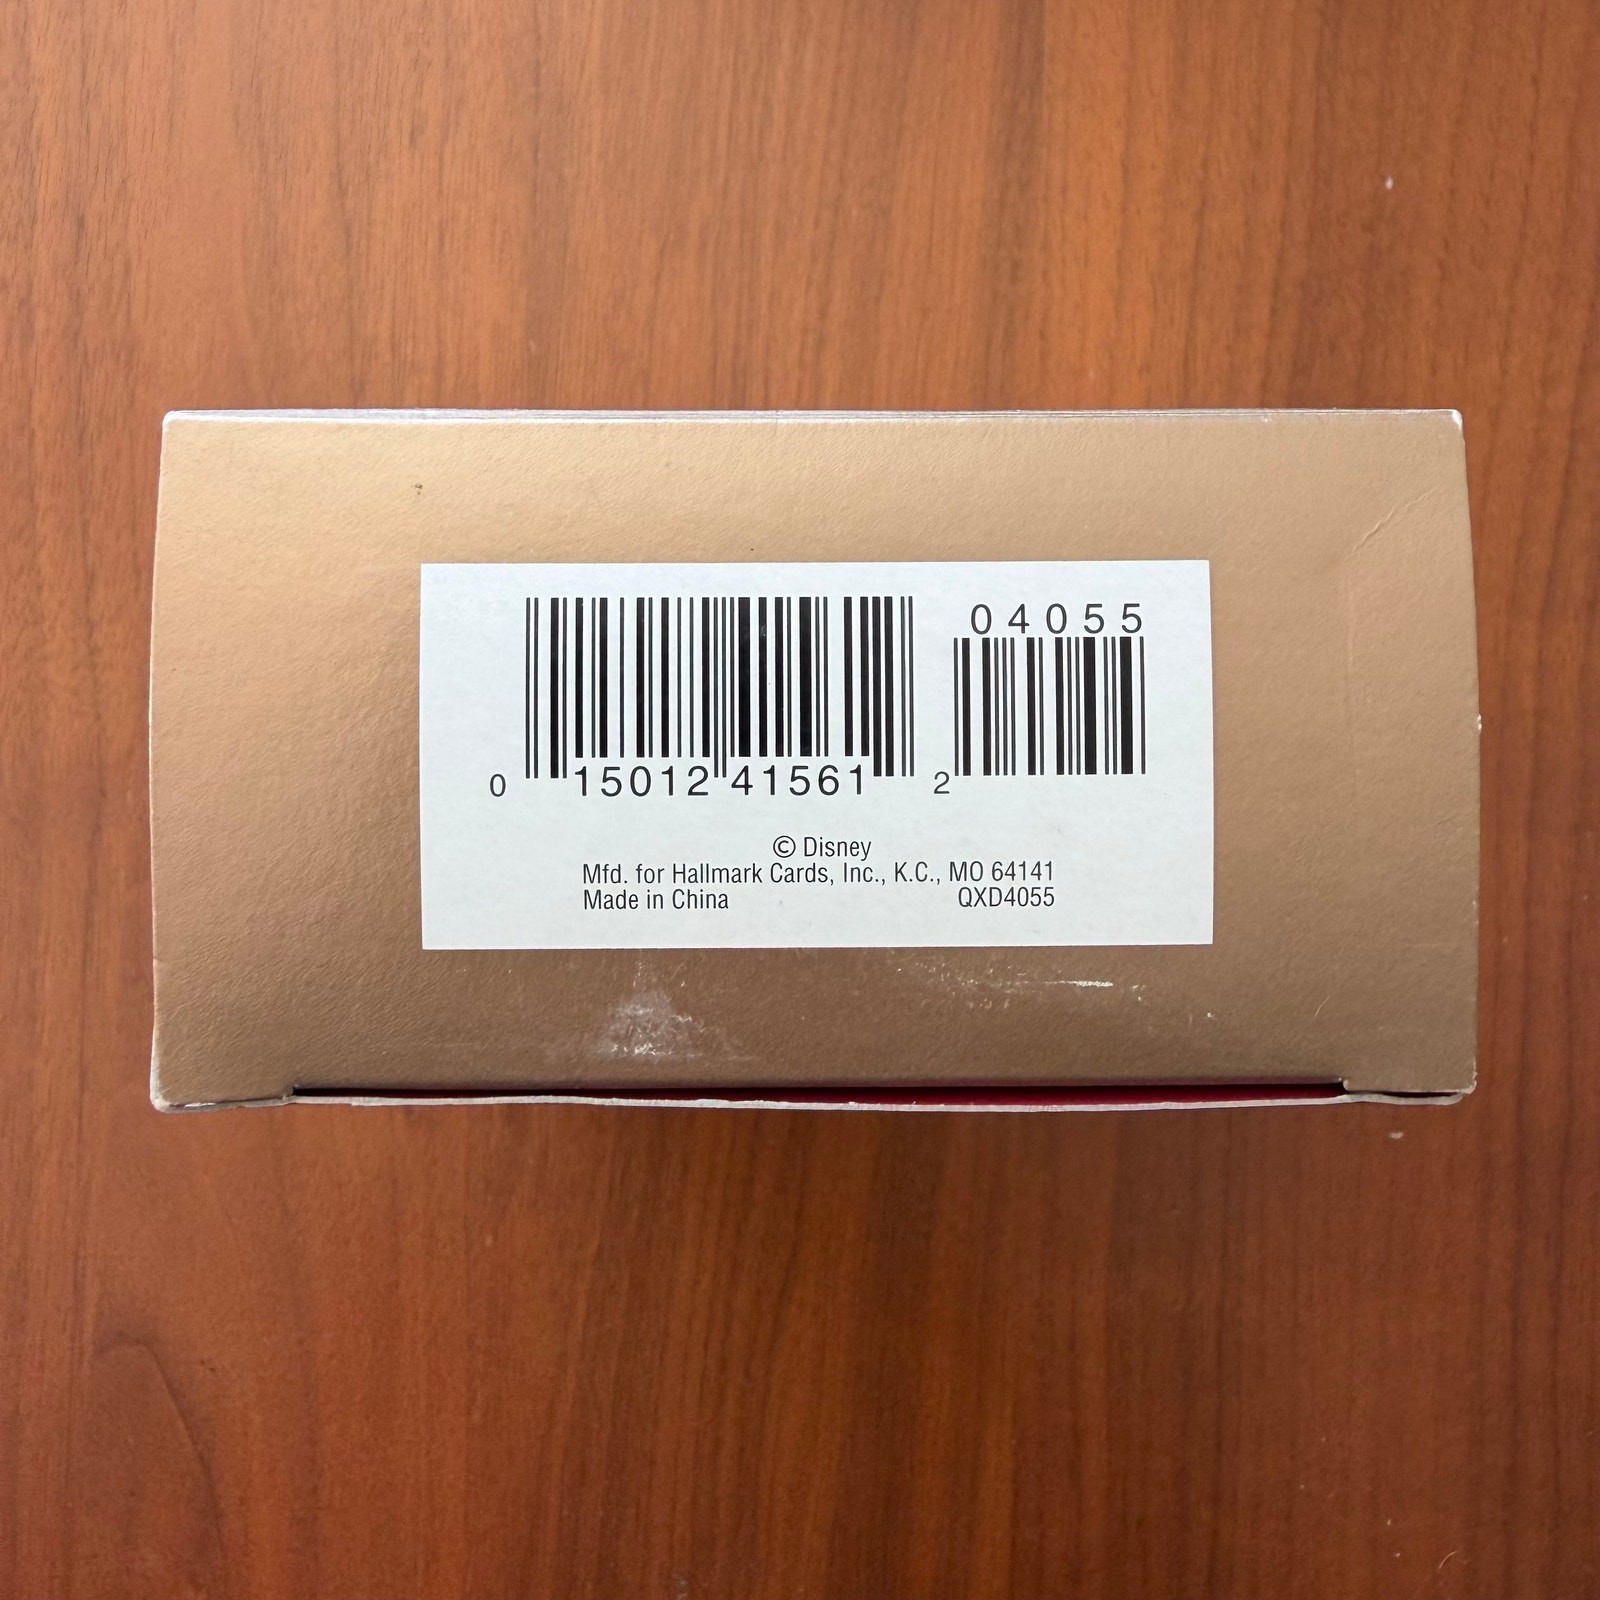 04055
0 15012 41561 2
© Disney
Mfd. for Hallmark Cards, Inc., K.C., MO 64141
Made in China QXD4055